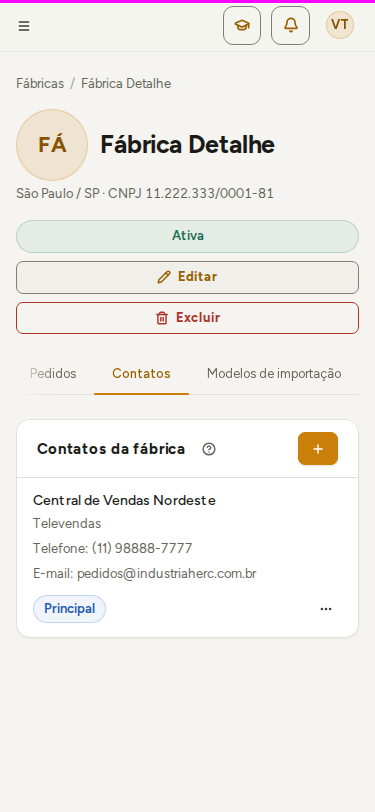 VT
Fábricas / Fábrica Detalhe
FÁ
Fábrica Detalhe
São Paulo / SP · CNPJ 11.222.333/0001-81
Ativa
Editar
Excluir
Pedidos Contatos Modelos de importação
Contatos da fábrica
Central de Vendas Nordeste
Televendas
Telefone: (11) 98888-7777
E-mail: pedidos@industriaherc.com.br
Principal